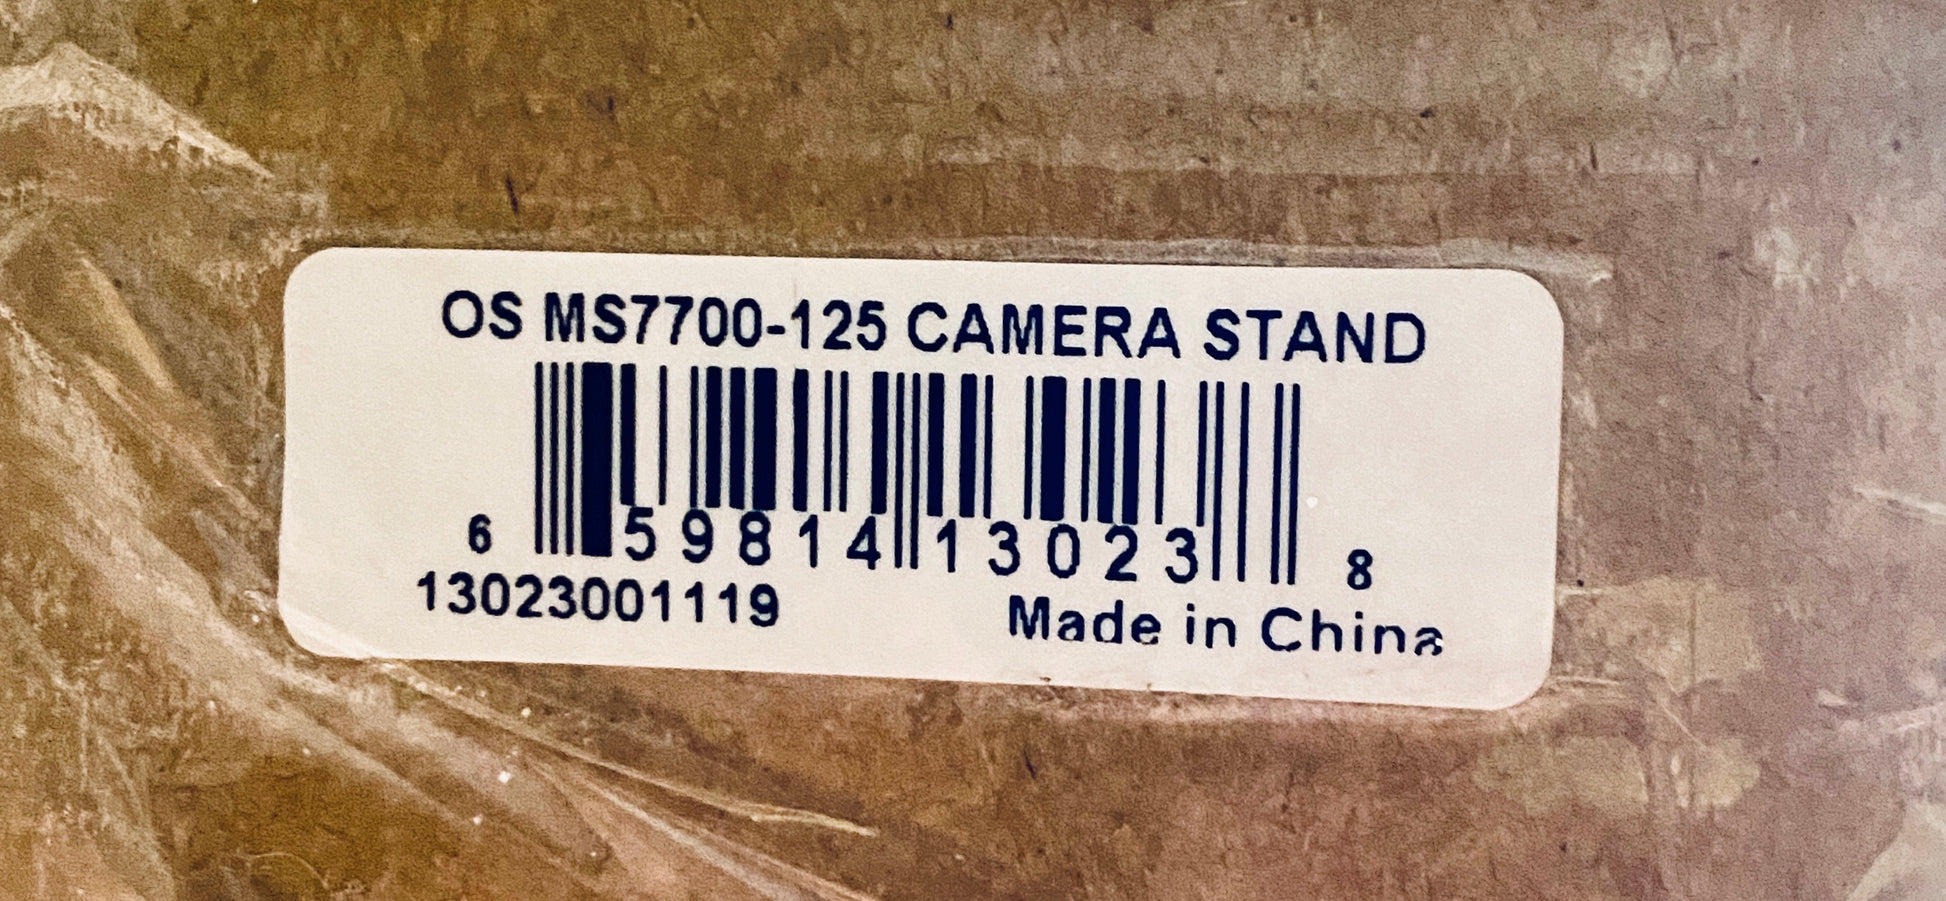 OS MS7700-125 CAMERA STAND
6 59814 13023 8
13023001119 Made in China